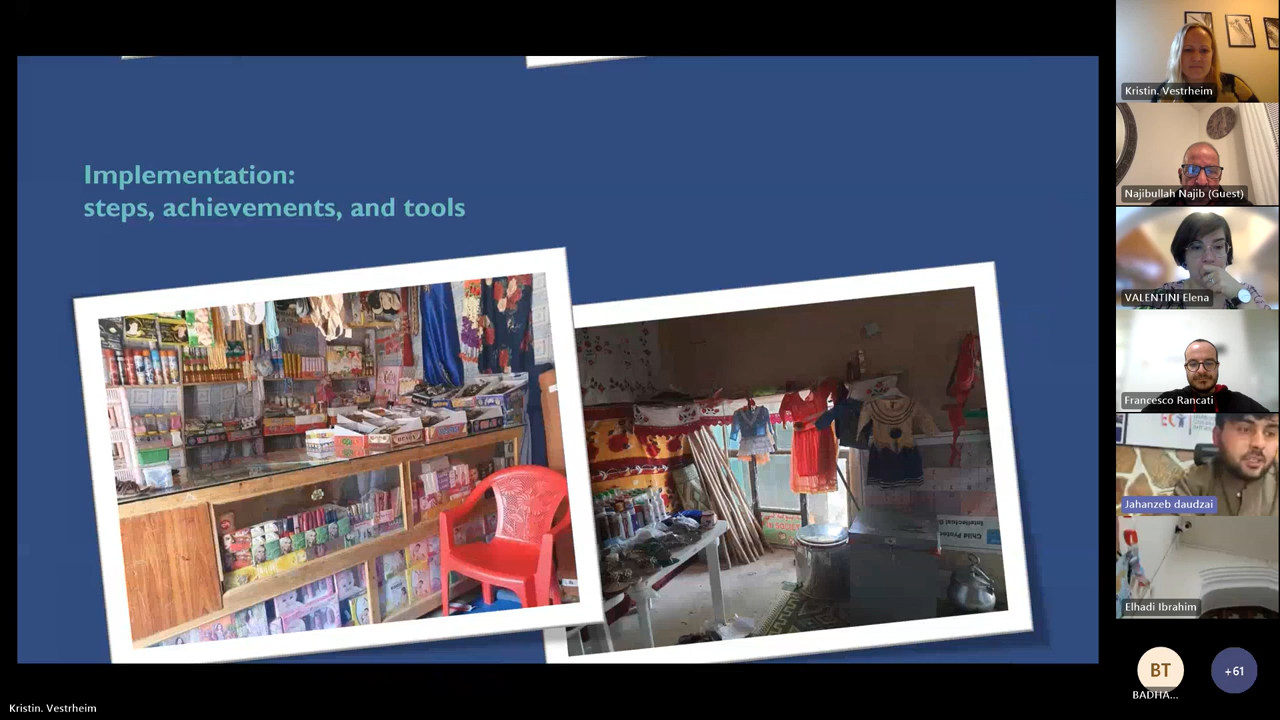 Implementation:
steps, achievements, and tools
Kristin. Vestrheim
Najibullah Najib (Guest)
VALENTINI Elena
Francesco Rancati
Jahanzeb daudzai
Elhadi Ibrahim
BT
BADHA...
+61
Kristin. Vestrheim